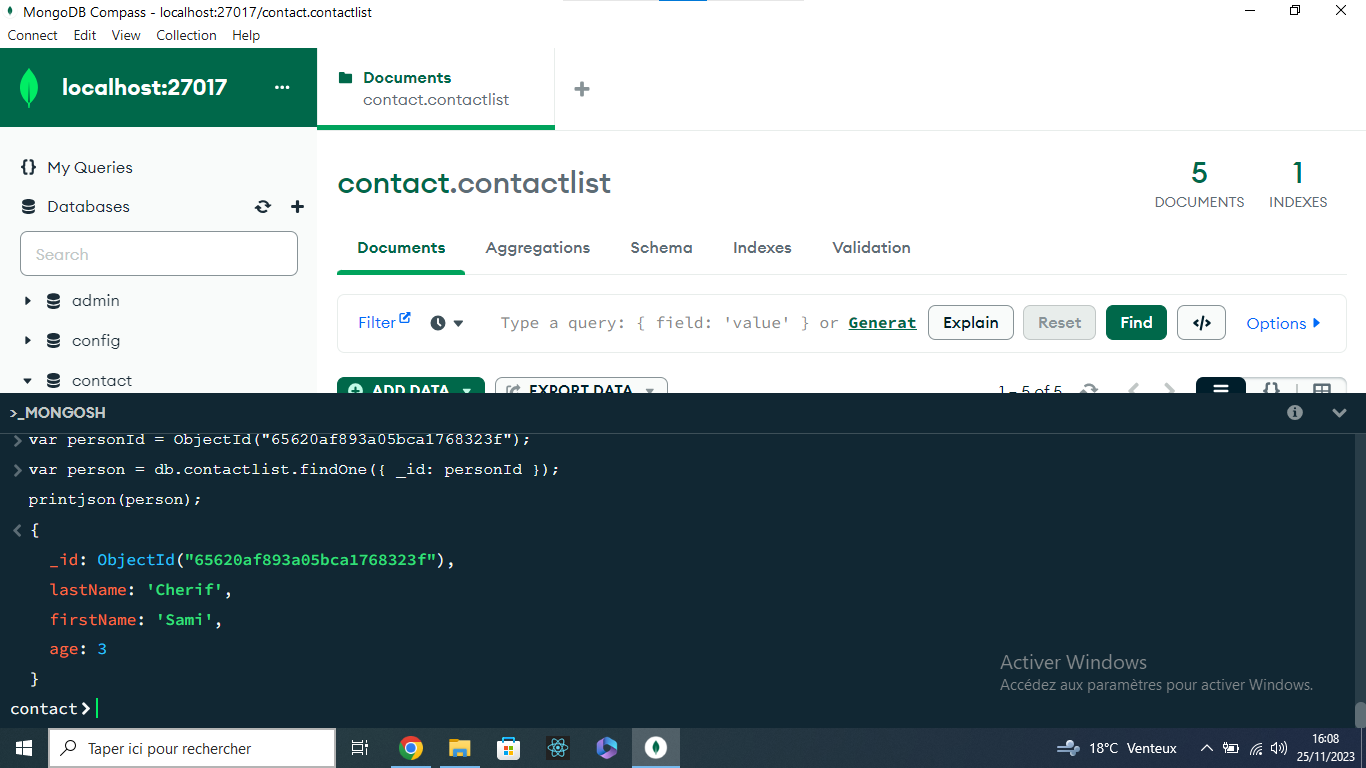 MongoDB Compass - localhost:27017/contact.contactlist
Connect Edit View Collection Help
localhost:27017 ...
Documents
contact.contactlist
+
{} My Queries
Databases
Search
admin
config
contact
contact.contactlist
5 DOCUMENTS
1 INDEXES
Documents Aggregations Schema Indexes Validation
Filter Type a query: { field: 'value' } or Generat Explain Reset Find </> Options
ADD DATA EXPORT DATA 1 – 5 of 5 {}
>_MONGOSH
var personId = ObjectId("65620af893a05bca1768323f");
var person = db.contactlist.findOne({ _id: personId });
printjson(person);
{
_id: ObjectId("65620af893a05bca1768323f"),
lastName: 'Cherif',
firstName: 'Sami',
age: 3
}
contact>
Activer Windows
Accédez aux paramètres pour activer Windows.
Taper ici pour rechercher
18°C Venteux
16:08
25/11/2023